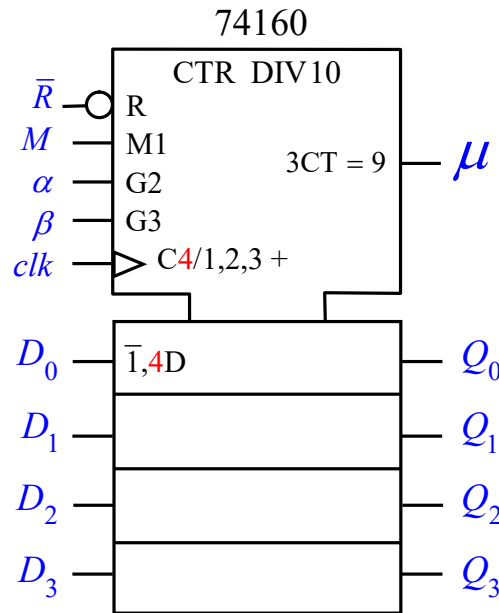 74160
CTR DIV10
R̅ R
M M1
3CT = 9 μ
α G2
β G3
clk C4/1,2,3 +
D₀ 1̅,4D Q₀
D₁ Q₁
D₂ Q₂
D₃ Q₃